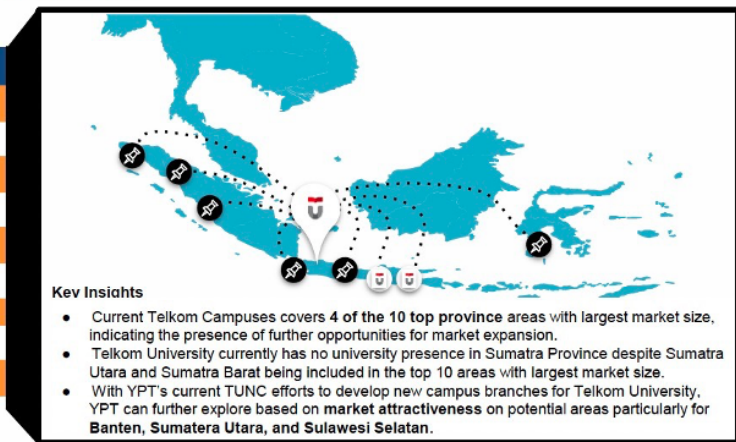 Key Insights
● Current Telkom Campuses covers 4 of the 10 top province areas with largest market size,
indicating the presence of further opportunities for market expansion.
● Telkom University currently has no university presence in Sumatra Province despite Sumatra
Utara and Sumatra Barat being included in the top 10 areas with largest market size.
● With YPT's current TUNC efforts to develop new campus branches for Telkom University,
YPT can further explore based on market attractiveness on potential areas particularly for
Banten, Sumatera Utara, and Sulawesi Selatan.